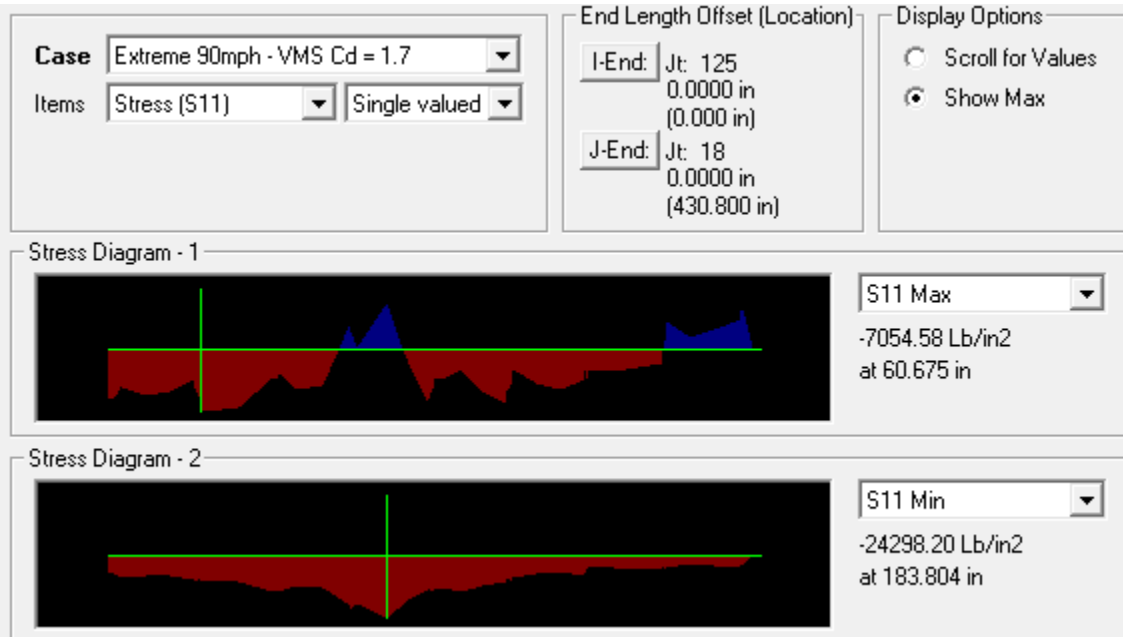 Case Extreme 90mph - VMS Cd = 1.7
Items Stress (S11) Single valued
End Length Offset (Location)
I-End: Jt: 125
0.0000 in
(0.000 in)
J-End: Jt: 18
0.0000 in
(430.800 in)
Display Options
Scroll for Values
Show Max
Stress Diagram - 1
S11 Max
-7054.58 Lb/in2
at 60.675 in
Stress Diagram - 2
S11 Min
-24298.20 Lb/in2
at 183.804 in